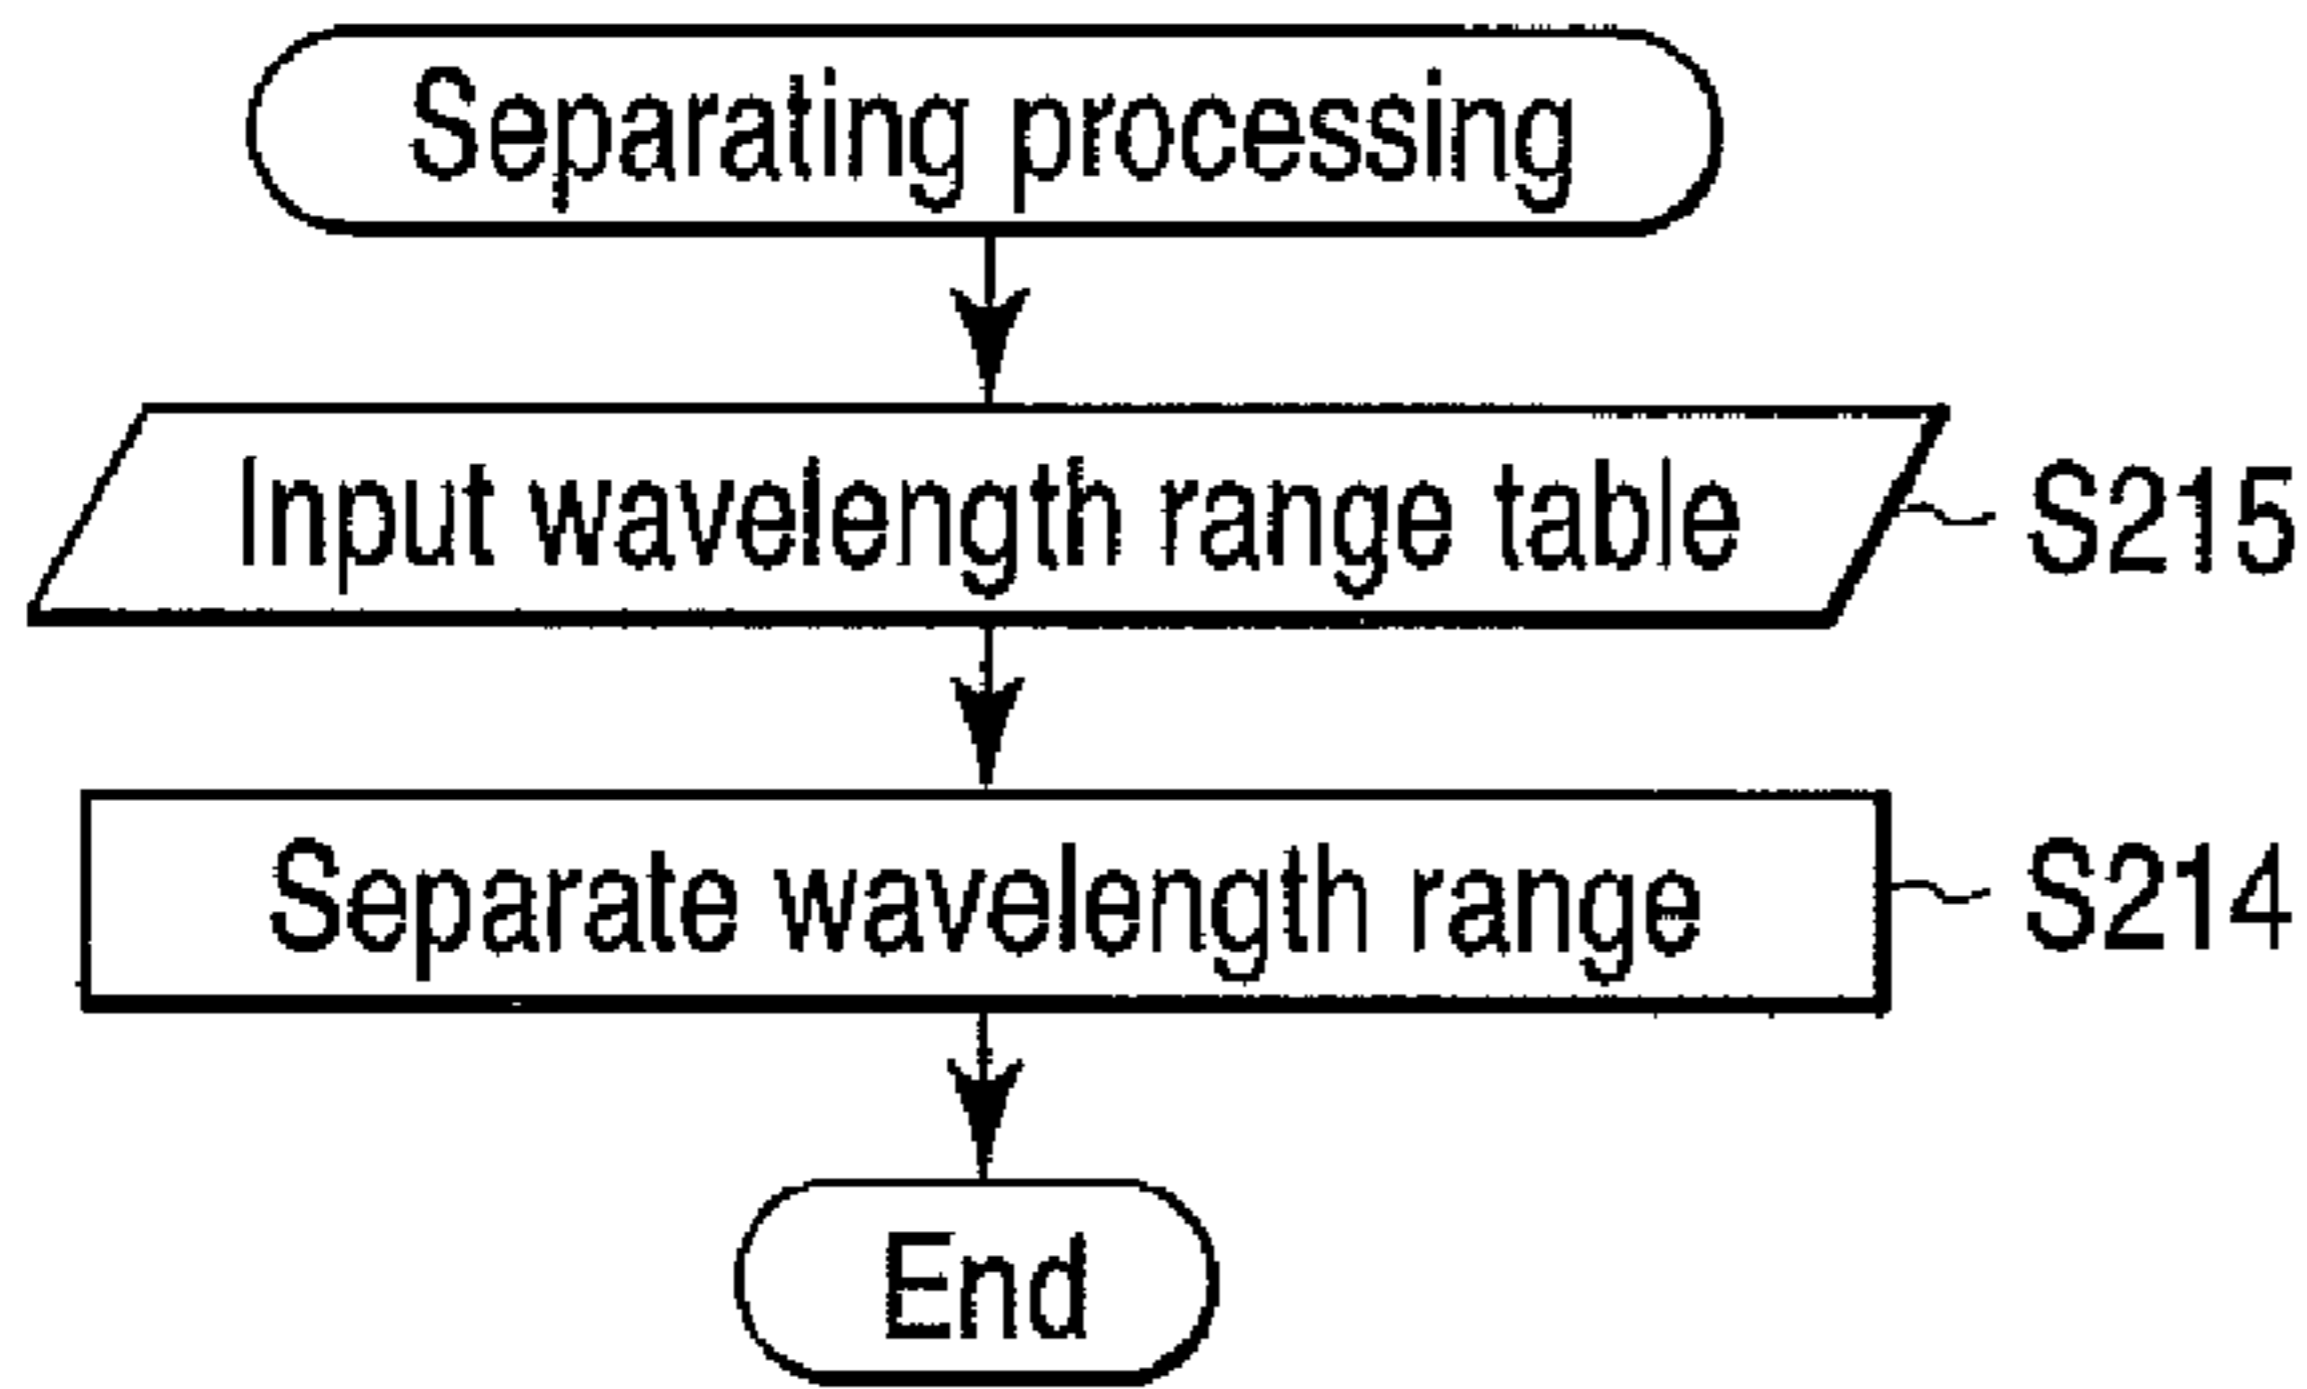 Separating processing
Input wavelength range table
S215
Separate wavelength range
S214
End